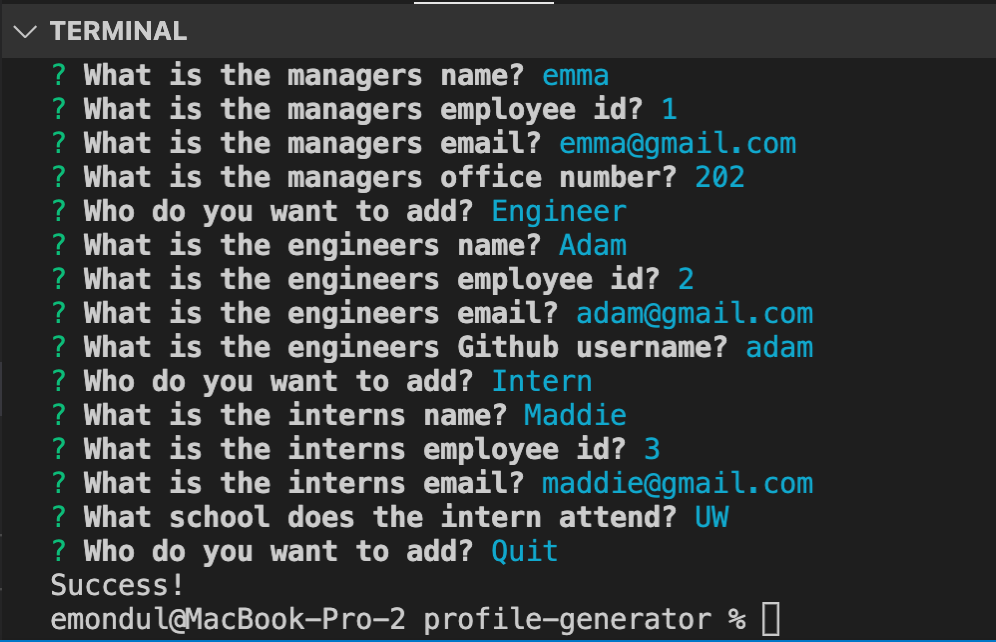 TERMINAL
? What is the managers name? emma
? What is the managers employee id? 1
? What is the managers email? emma@gmail.com
? What is the managers office number? 202
? Who do you want to add? Engineer
? What is the engineers name? Adam
? What is the engineers employee id? 2
? What is the engineers email? adam@gmail.com
? What is the engineers Github username? adam
? Who do you want to add? Intern
? What is the interns name? Maddie
? What is the interns employee id? 3
? What is the interns email? maddie@gmail.com
? What school does the intern attend? UW
? Who do you want to add? Quit
Success!
emondul@MacBook-Pro-2 profile-generator %